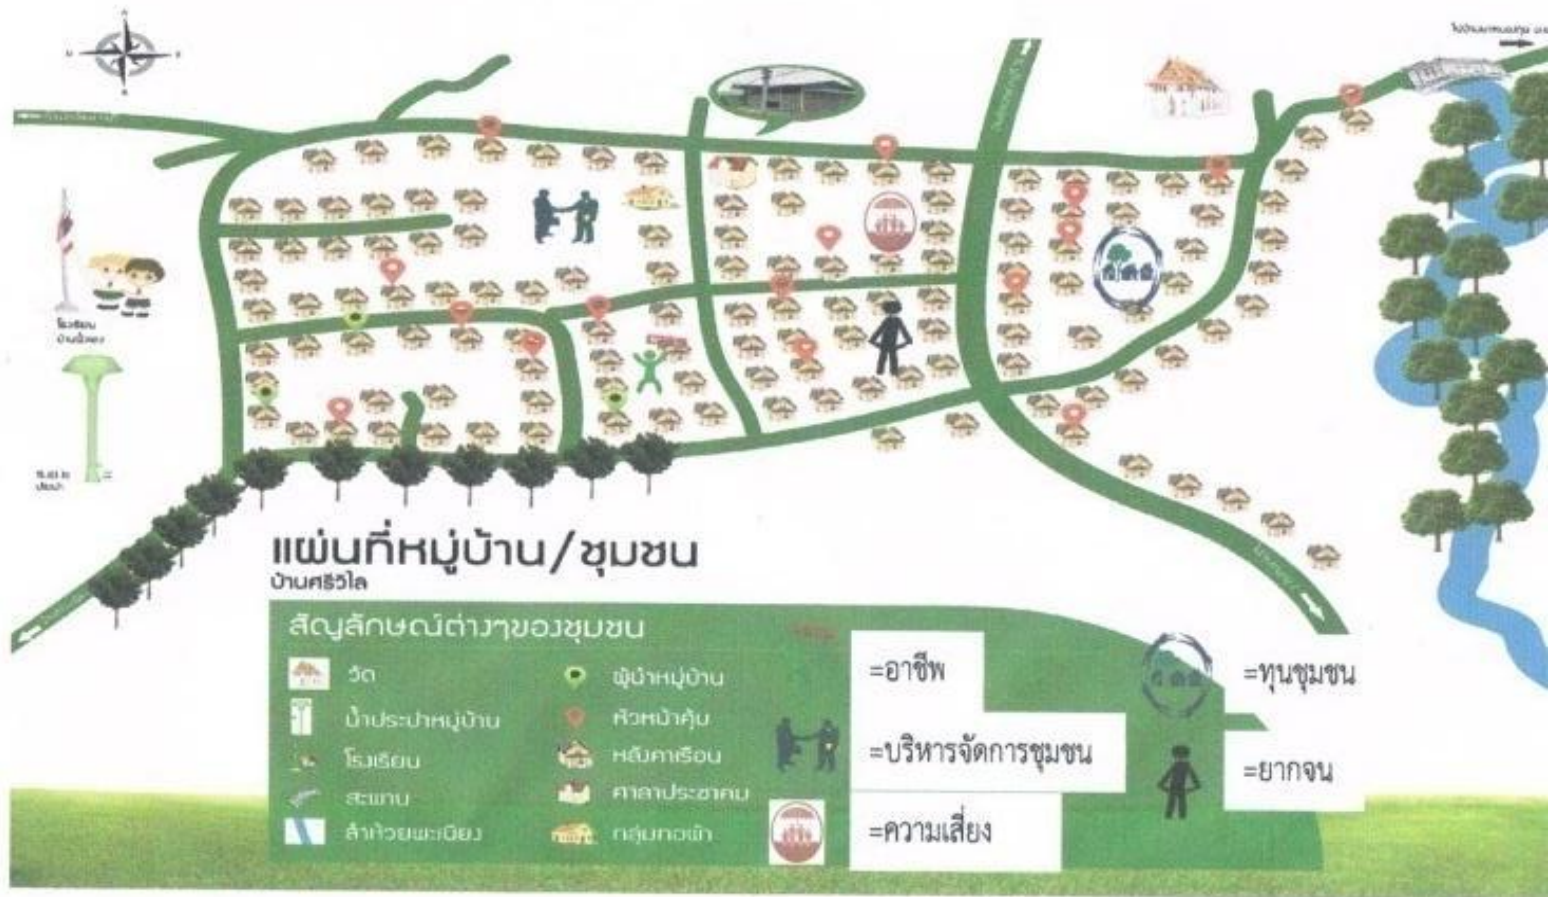 โรงเรียน
แผ่นที่หมู่บ้าน/ชุมชน
บ้านศรีวิไล
สัญลักษณ์ต่างๆของชุมชน
วัด
น้ำประปาหมู่บ้าน
โรงเรียน
สะพาน
ลำห้วยพะเนียง
ผู้นำหมู่บ้าน
หัวหน้าคุ้ม
หลังคาเรือน
ศาลาประชาคม
กลุ่มทอผ้า
=อาชีพ
=บริหารจัดการชุมชน
=ความเสี่ยง
=ทุนชุมชน
=ยากจน